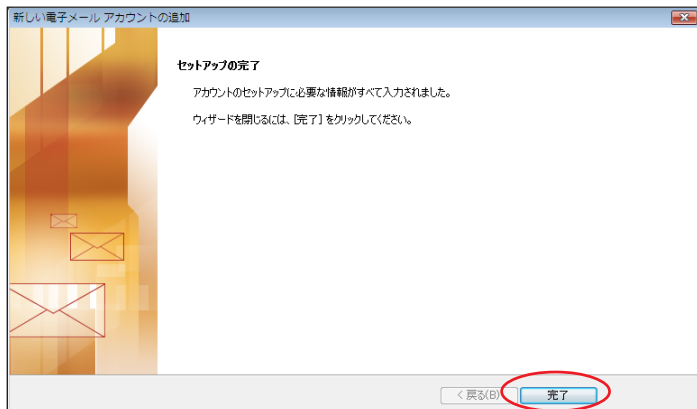 新しい電子メール アカウントの追加
セットアップの完了
アカウントのセットアップに必要な情報がすべて入力されました。
ウィザードを閉じるには、[完了] をクリックしてください。
< 戻る(B)
完了